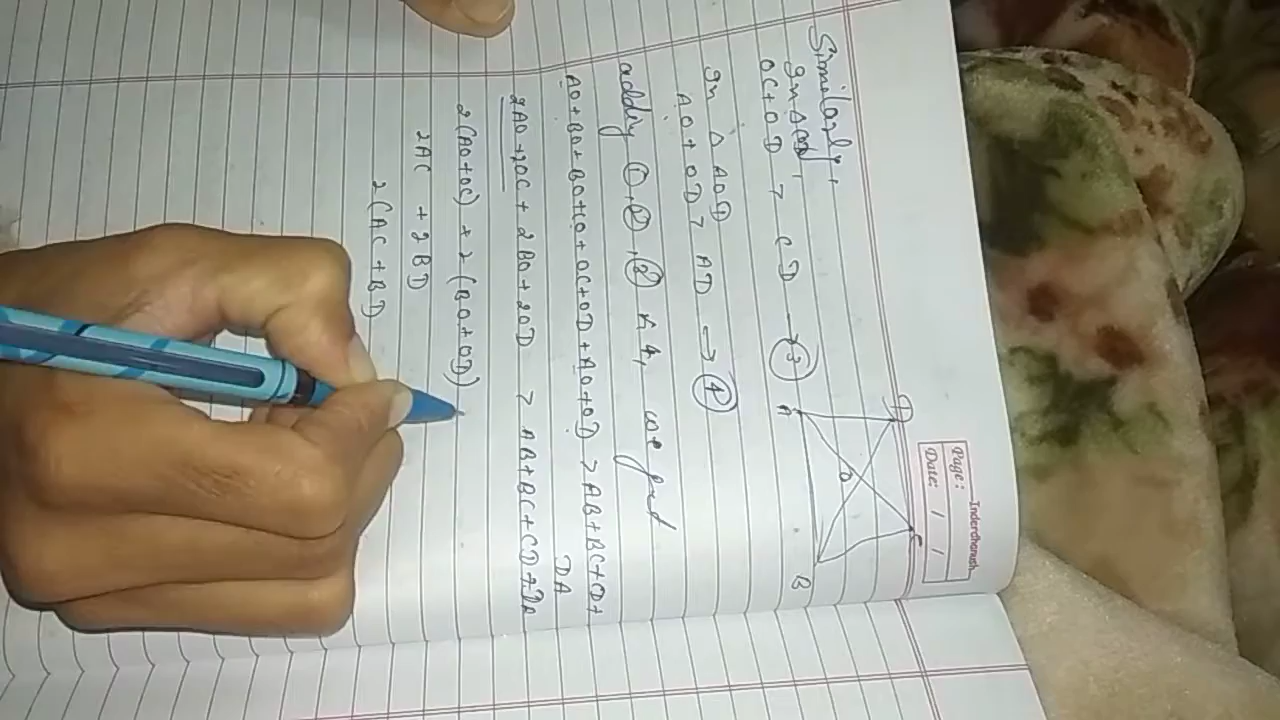 Inderdhanush
Page:
Date: / /
D
C
O
A
B
Similarly,
In Δ COD,
OC + OD > CD → 3
In Δ AOD
AO + OD > AD → 4
adding 1, 2, 3 & 4, we get
AO + BO + BO + CO + OC + OD + AO + OD > AB + BC + CD +
DA
2AO + 2OC + 2BO + 2OD > AB + BC + CD + DA
2(AO + OC) + 2(BO + OD)
2AC + 2BD
2(AC + BD